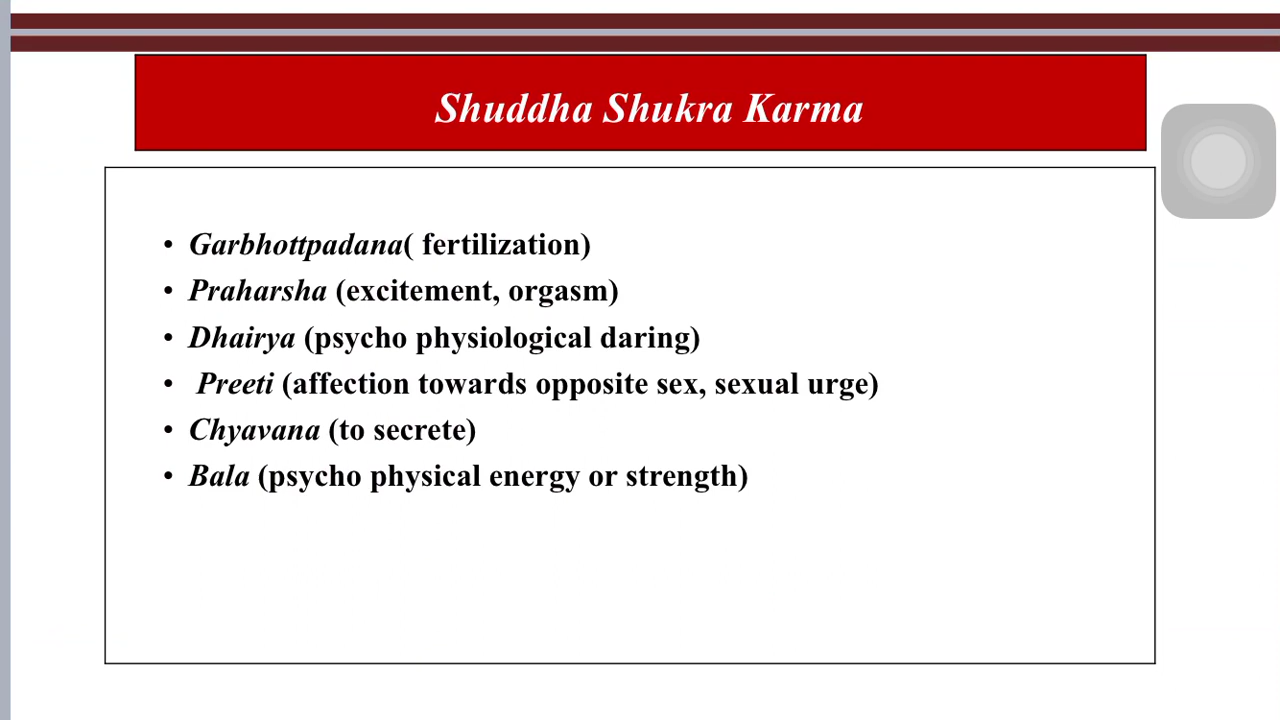 Shuddha Shukra Karma
• Garbhottpadana( fertilization)
• Praharsha (excitement, orgasm)
• Dhairya (psycho physiological daring)
• Preeti (affection towards opposite sex, sexual urge)
• Chyavana (to secrete)
• Bala (psycho physical energy or strength)